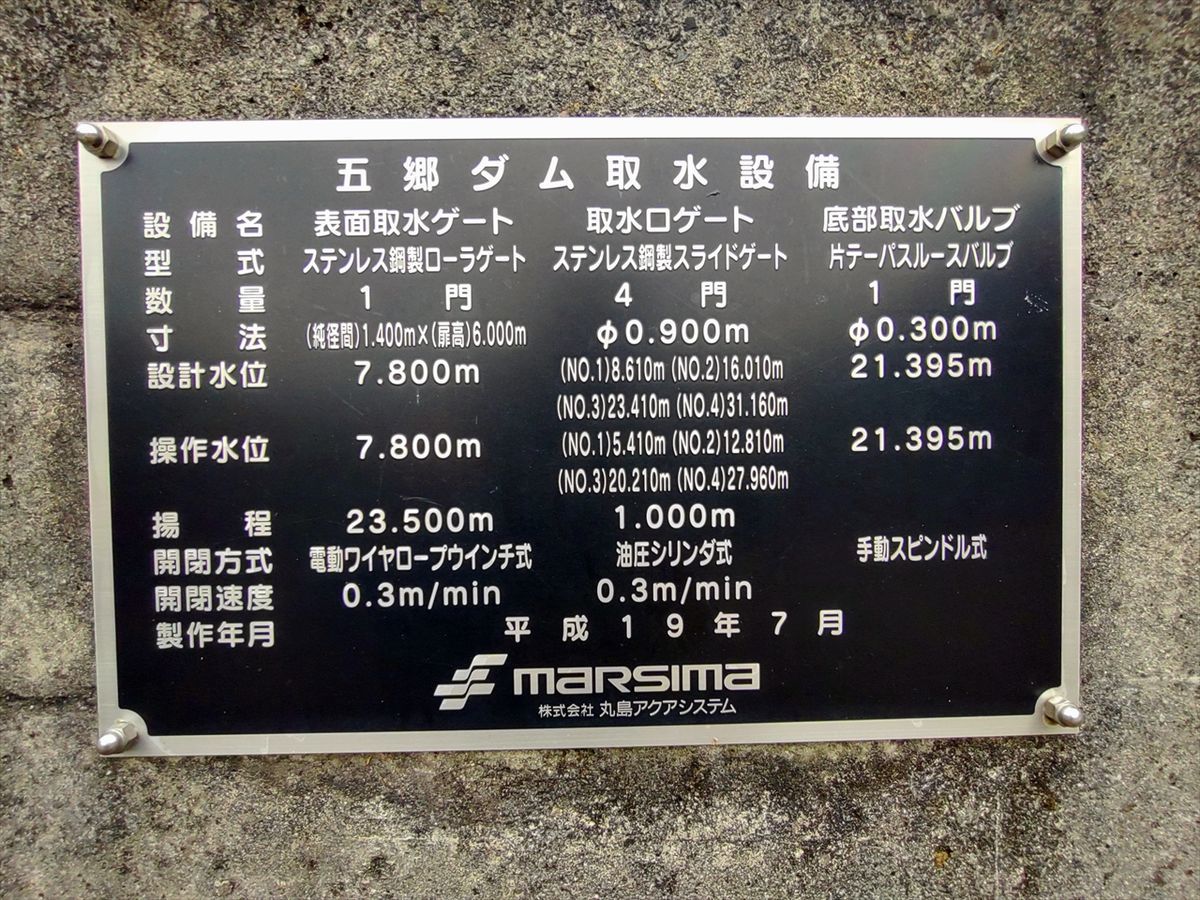 五郷ダム取水設備
設備名 表面取水ゲート 取水口ゲート 底部取水バルブ
型式 ステンレス鋼製ローラゲート ステンレス鋼製スライドゲート 片テーパスルースバルブ
数量 1門 4門 1門
寸法 (純径間)1.400m×(扉高)6.000m φ0.900m φ0.300m
設計水位 7.800m (NO.1)8.610m (NO.2)16.010m 21.395m
(NO.3)23.410m (NO.4)31.160m
操作水位 7.800m (NO.1)5.410m (NO.2)12.810m 21.395m
(NO.3)20.210m (NO.4)27.960m
揚程 23.500m 1.000m
開閉方式 電動ワイヤロープウインチ式 油圧シリンダ式 手動スピンドル式
開閉速度 0.3m/min 0.3m/min
製作年月 平成19年7月
marsima
株式会社 丸島アクアシステム